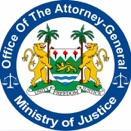 Office Of The Attorney-General
Ministry of Justice